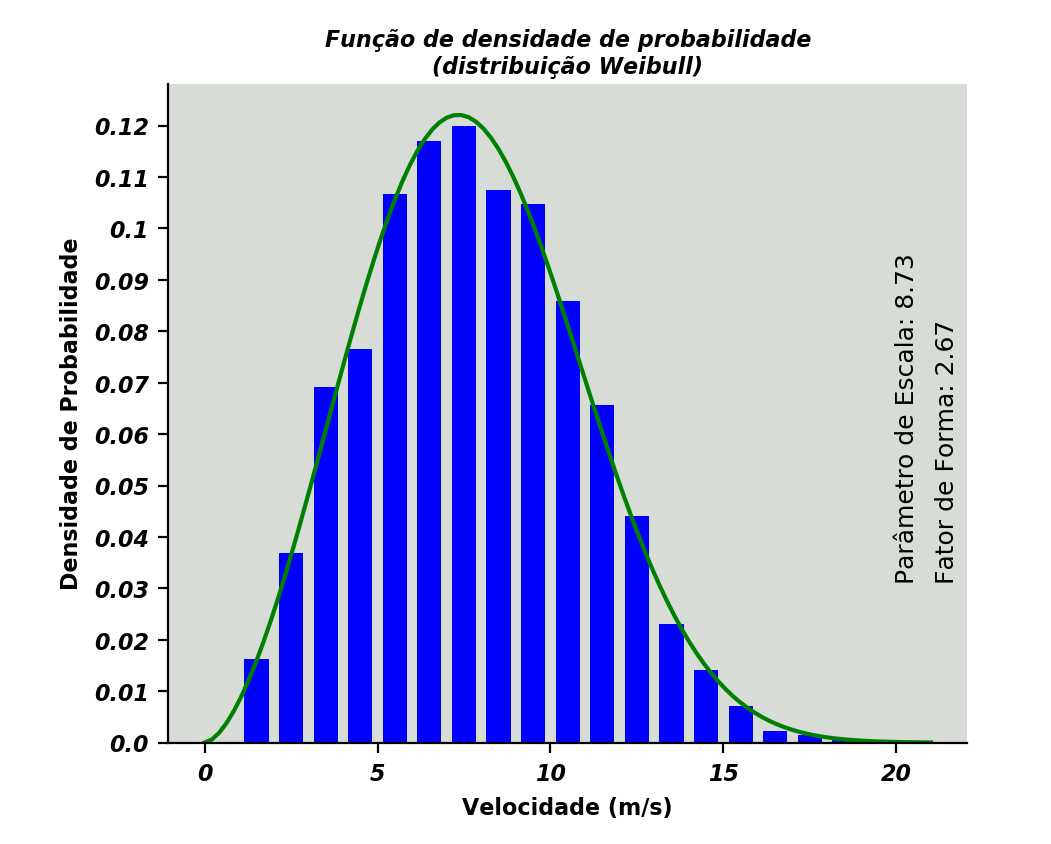 Função de densidade de probabilidade
(distribuição Weibull)
Densidade de Probabilidade
0.12
0.11
0.1
0.09
0.08
0.07
0.06
0.05
0.04
0.03
0.02
0.01
0.0
Parâmetro de Escala: 8.73
Fator de Forma: 2.67
0 5 10 15 20
Velocidade (m/s)